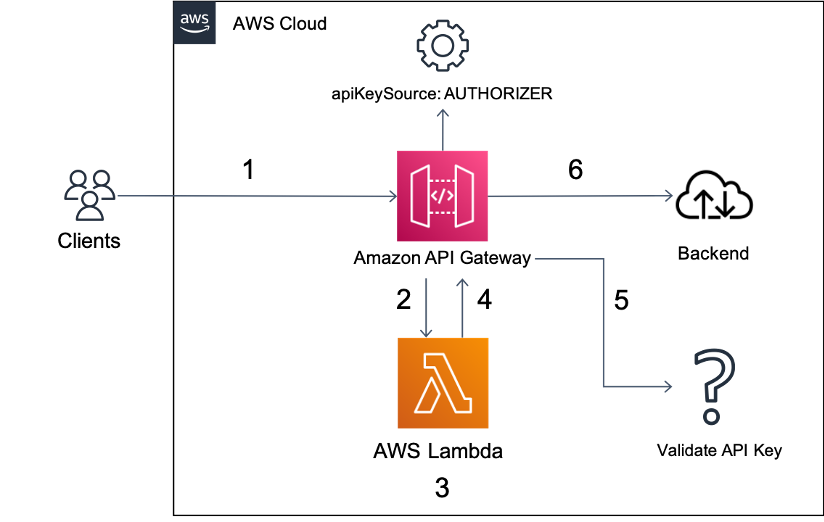 aws
AWS Cloud
apiKeySource: AUTHORIZER
1
6
</>
Clients
Amazon API Gateway
Backend
2
4
5
AWS Lambda
Validate API Key
3